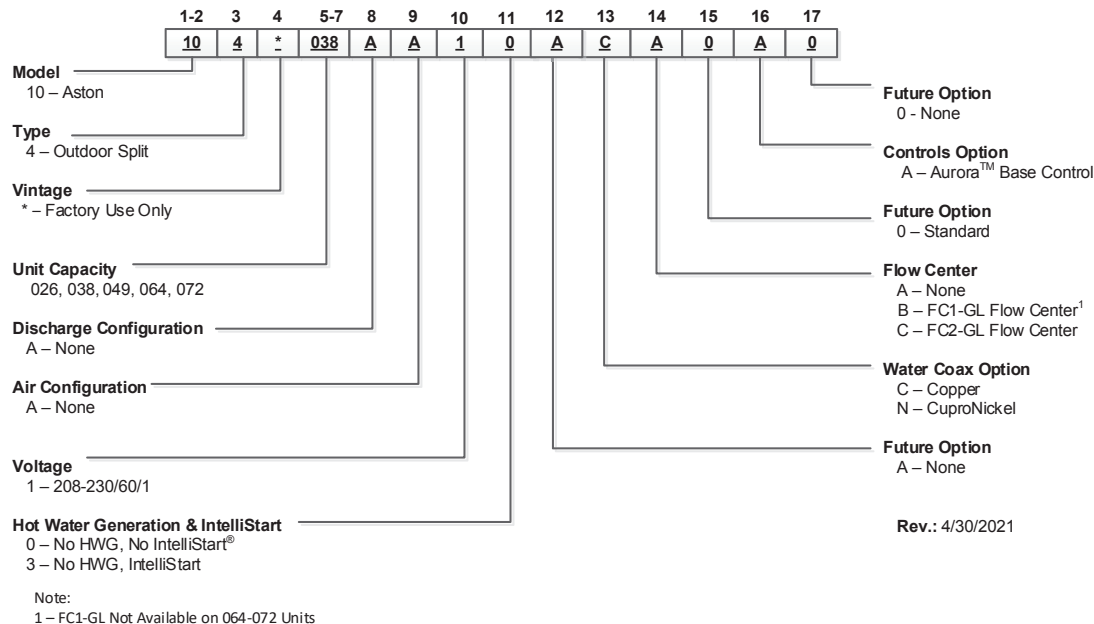 1-2 3 4 5-7 8 9 10 11 12 13 14 15 16 17
10 4 * 038 A A 1 0 A C A 0 A 0
Model
10 – Aston
Type
4 – Outdoor Split
Vintage
* – Factory Use Only
Unit Capacity
026, 038, 049, 064, 072
Discharge Configuration
A – None
Air Configuration
A – None
Voltage
1 – 208-230/60/1
Hot Water Generation & IntelliStart
0 – No HWG, No IntelliStart®
3 – No HWG, IntelliStart
Note:
1 – FC1-GL Not Available on 064-072 Units
Future Option
0 - None
Controls Option
A – Aurora™ Base Control
Future Option
0 – Standard
Flow Center
A – None
B – FC1-GL Flow Center¹
C – FC2-GL Flow Center
Water Coax Option
C – Copper
N – CuproNickel
Future Option
A – None
Rev.: 4/30/2021